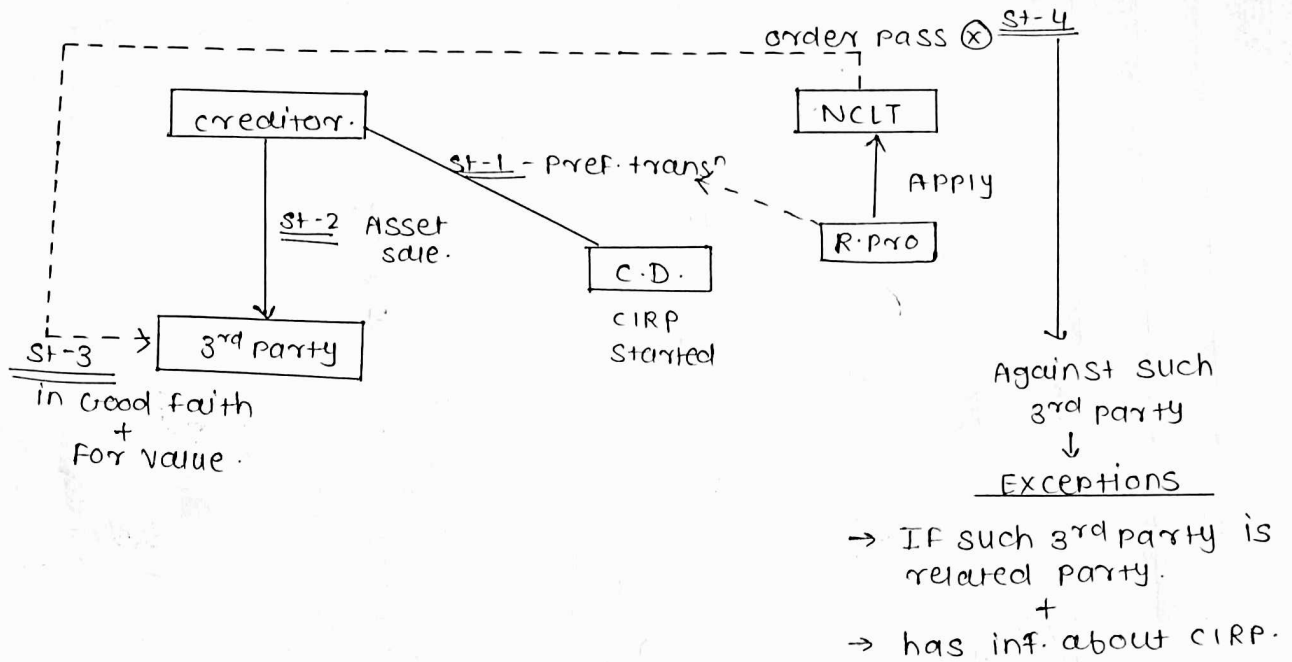 order pass ⊗ St-4
creditor.
NCLT
St-1 - Pref. transⁿ
APPly
St-2 Asset
sale.
R.pro
C.D.
CIRP
Started
St-3
3rd party
in Good faith
+
For value.
Against such
3rd party
↓
Exceptions
→ If such 3rd party is
related party.
+
→ has inf. about CIRP.